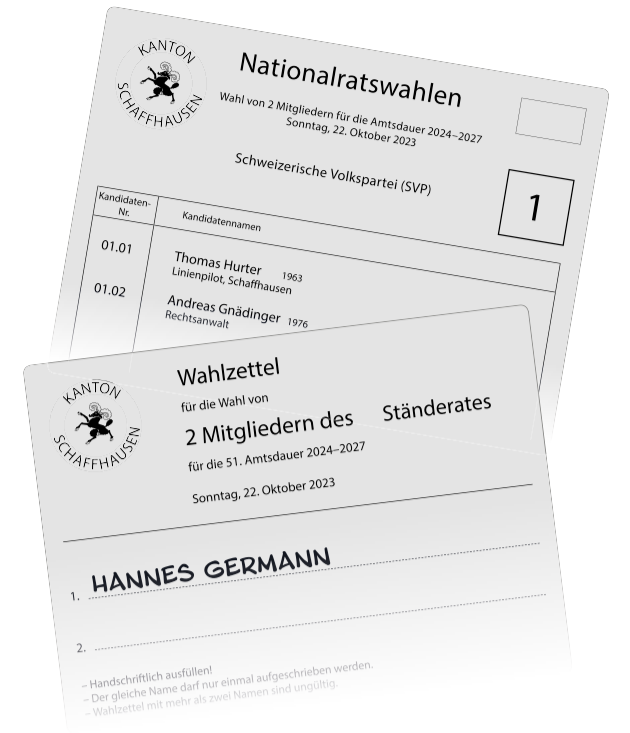 KANTON
SCHAFFHAUSEN
Nationalratswahlen
Wahl von 2 Mitgliedern für die Amtsdauer 2024–2027
Sonntag, 22. Oktober 2023
Schweizerische Volkspartei (SVP)
1
Kandidaten-
Nr.
Kandidatennamen
01.01
Thomas Hurter 1963
Linienpilot, Schaffhausen
01.02
Andreas Gnädinger 1976
Rechtsanwalt
KANTON
SCHAFFHAUSEN
Wahlzettel
für die Wahl von
2 Mitgliedern des Ständerates
für die 51. Amtsdauer 2024–2027
Sonntag, 22. Oktober 2023
1. HANNES GERMANN
2.
– Handschriftlich ausfüllen!
– Der gleiche Name darf nur einmal aufgeschrieben werden.
– Wahlzettel mit mehr als zwei Namen sind ungültig.